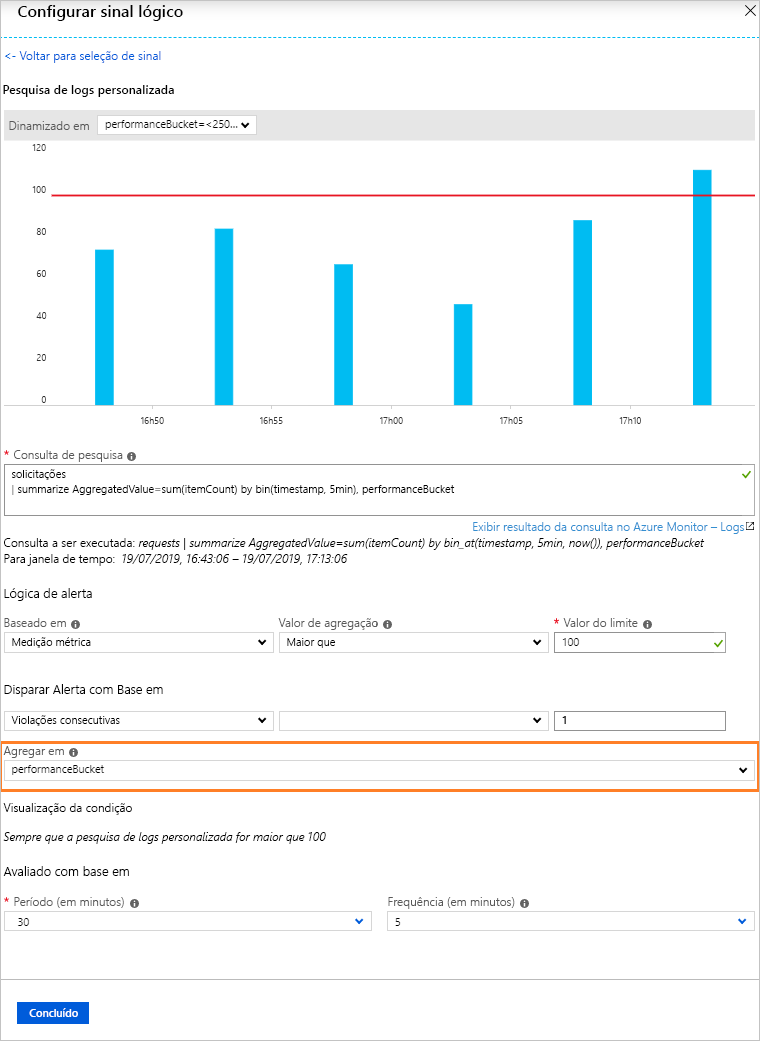 Configurar sinal lógico
<- Voltar para seleção de sinal
Pesquisa de logs personalizada
Dinamizado em performanceBucket=<250...
120
100
80
60
40
20
0
16h50 16h55 17h00 17h05 17h10
* Consulta de pesquisa
solicitações
| summarize AggregatedValue=sum(itemCount) by bin(timestamp, 5min), performanceBucket
Exibir resultado da consulta no Azure Monitor – Logs
Consulta a ser executada: requests | summarize AggregatedValue=sum(itemCount) by bin_at(timestamp, 5min, now()), performanceBucket
Para janela de tempo: 19/07/2019, 16:43:06 – 19/07/2019, 17:13:06
Lógica de alerta
Baseado em Valor de agregação * Valor do limite
Medição métrica Maior que 100
Disparar Alerta com Base em
Violações consecutivas 1
Agregar em
performanceBucket
Visualização da condição
Sempre que a pesquisa de logs personalizada for maior que 100
Avaliado com base em
* Período (em minutos) Frequência (em minutos)
30 5
Concluído